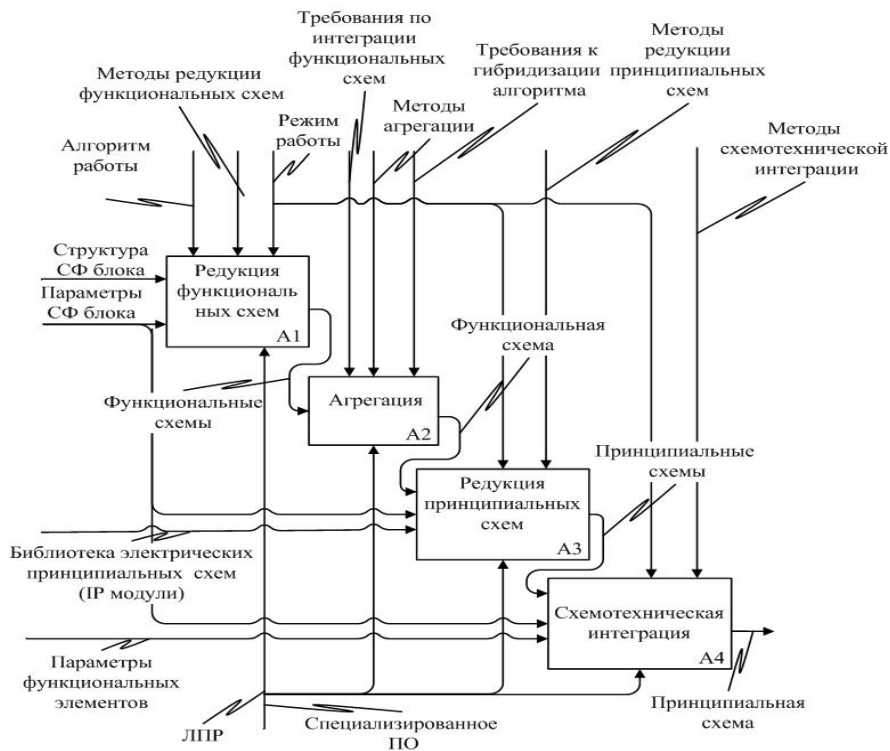 Требования по
интеграции
функциональных
схем
Методы редукции
функциональных схем
Режим
работы
Методы
агрегации
Требования к
гибридизации
алгоритма
Методы
редукции
принципиальных
схем
Методы
схемотехнической
интеграции
Алгоритм
работы
Структура
СФ блока
Параметры
СФ блока
Редукция
функциональ
ных схем
А1
Функциональные
схемы
Агрегация
А2
Функциональная
схема
Редукция
принципиальных
схем
А3
Принципиальные
схемы
Библиотека электрических
принципиальных схем
(IP модули)
Схемотехническая
интеграция
А4
Параметры
функциональных
элементов
ЛПР
Специализированное
ПО
Принципиальная
схема